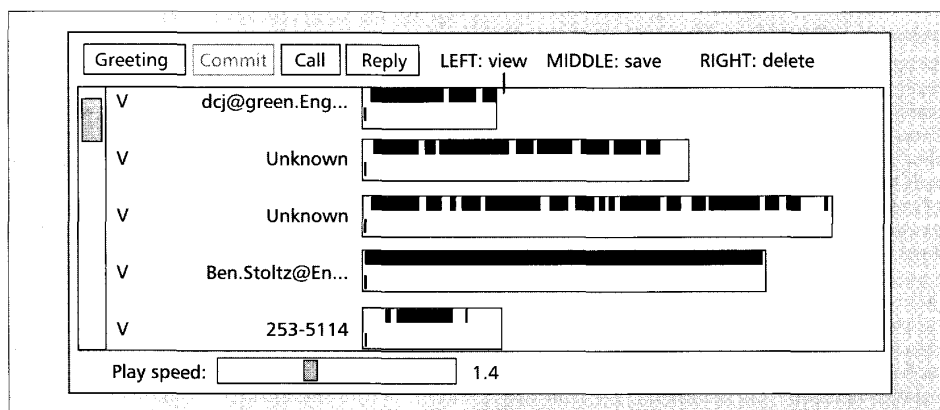 Greeting Commit Call Reply LEFT: view MIDDLE: save RIGHT: delete
V dcj@green.Eng...
V Unknown
V Unknown
V Ben.Stoltz@En...
V 253-5114
Play speed: 1.4